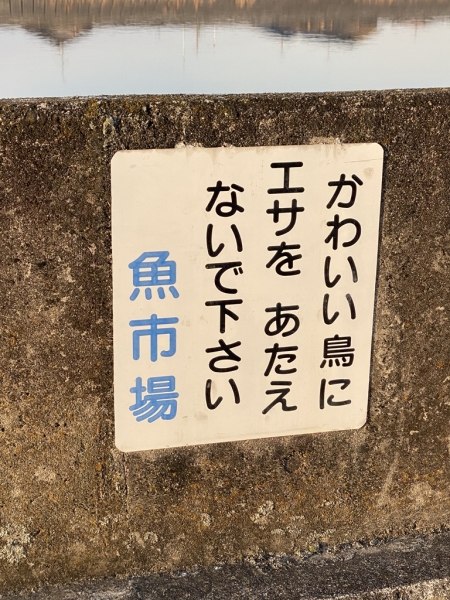 かわいい鳥に
エサを あたえ
ないで下さい
魚市場